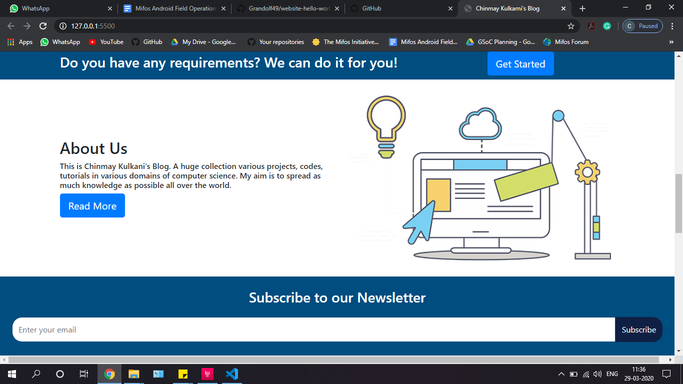 WhatsApp
Mifos Android Field Operation
Grandolf49/website-hello-wor
GitHub
Chinmay Kulkani's Blog
127.0.0.1:5500
Paused
Apps
WhatsApp
YouTube
GitHub
My Drive - Google...
Your repositories
The Mifos Initiative...
Mifos Android Field...
GSoC Planning - Go...
Mifos Forum
Do you have any requirements? We can do it for you!
Get Started
About Us
This is Chinmay Kulkani's Blog. A huge collection various projects, codes,
tutorials in various domains of computer science. My aim is to spread as
much knowledge as possible all over the world.
Read More
Subscribe to our Newsletter
Enter your email
Subscribe
ENG
11:36
29-03-2020